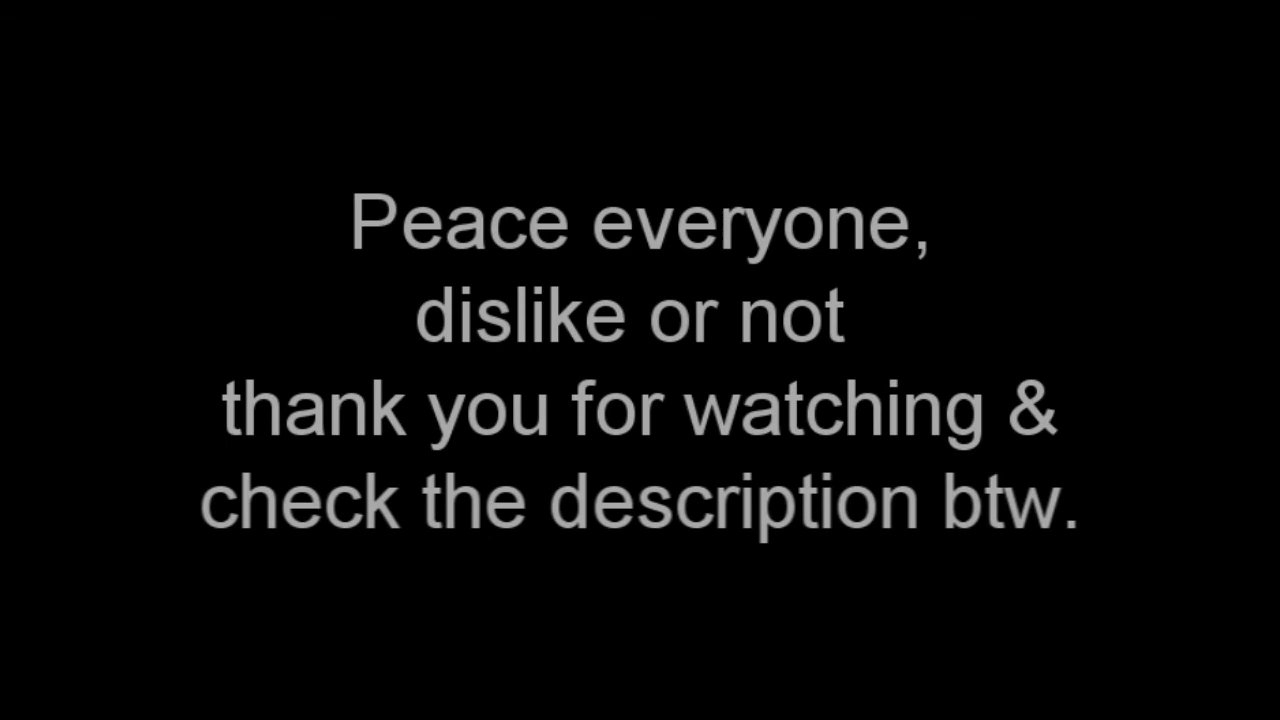 Peace everyone,
dislike or not
thank you for watching &
check the description btw.